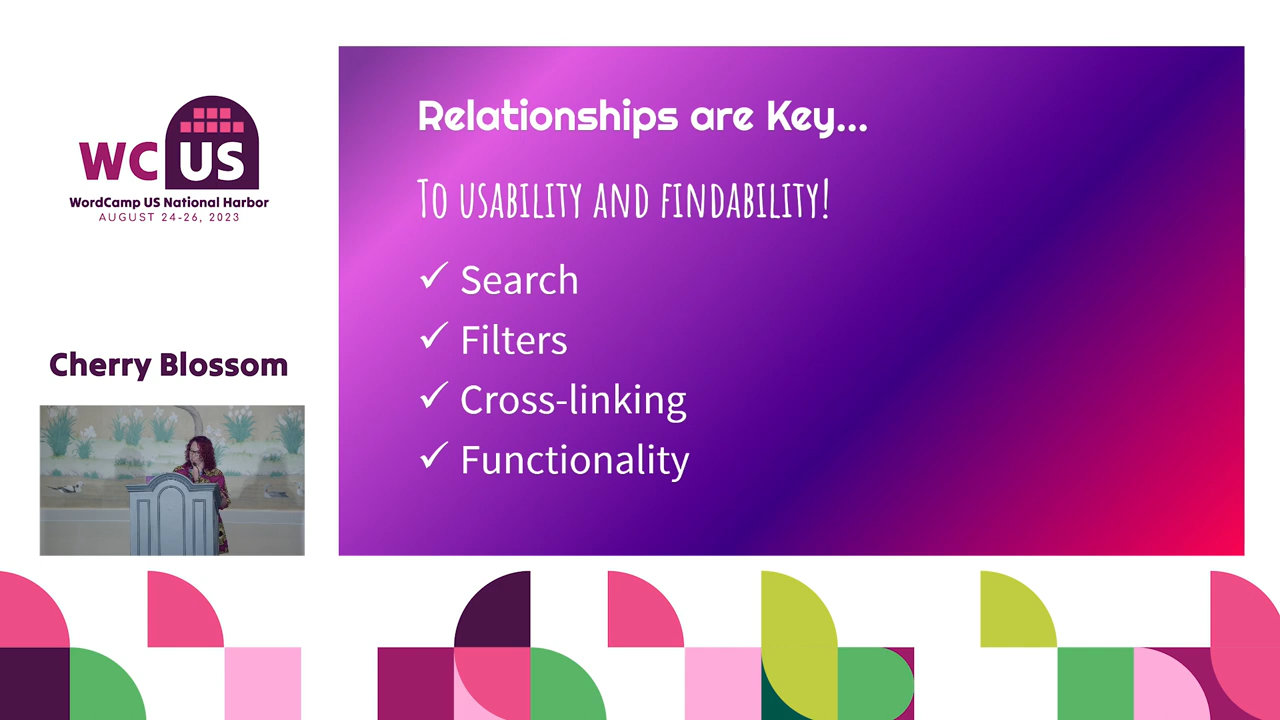 WC US
WordCamp US National Harbor
AUGUST 24-26, 2023
Cherry Blossom
Relationships are Key...
To usability and findability!
✓ Search
✓ Filters
✓ Cross-linking
✓ Functionality